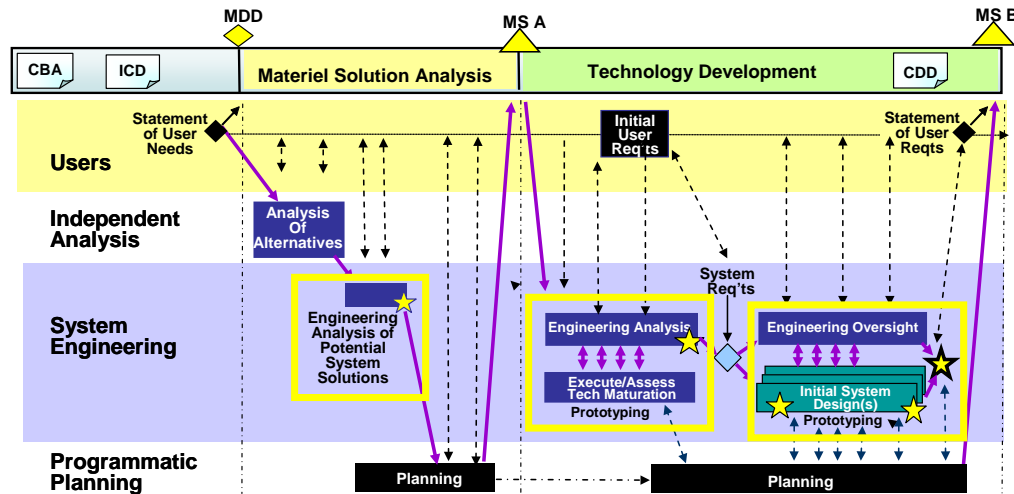 MDD
MS A
MS B
CBA
ICD
Materiel Solution Analysis
Technology Development
CDD
Statement
of User
Needs
Initial
User
Reqts
Statement
of User
Reqts
Users
Independent
Analysis
Analysis
Of
Alternatives
System
Req'ts
System
Engineering
Engineering
Analysis of
Potential
System
Solutions
Engineering Analysis
Execute/Assess
Tech Maturation
Prototyping
Engineering Oversight
Initial System
Design(s)
Prototyping
Programmatic
Planning
Planning
Planning